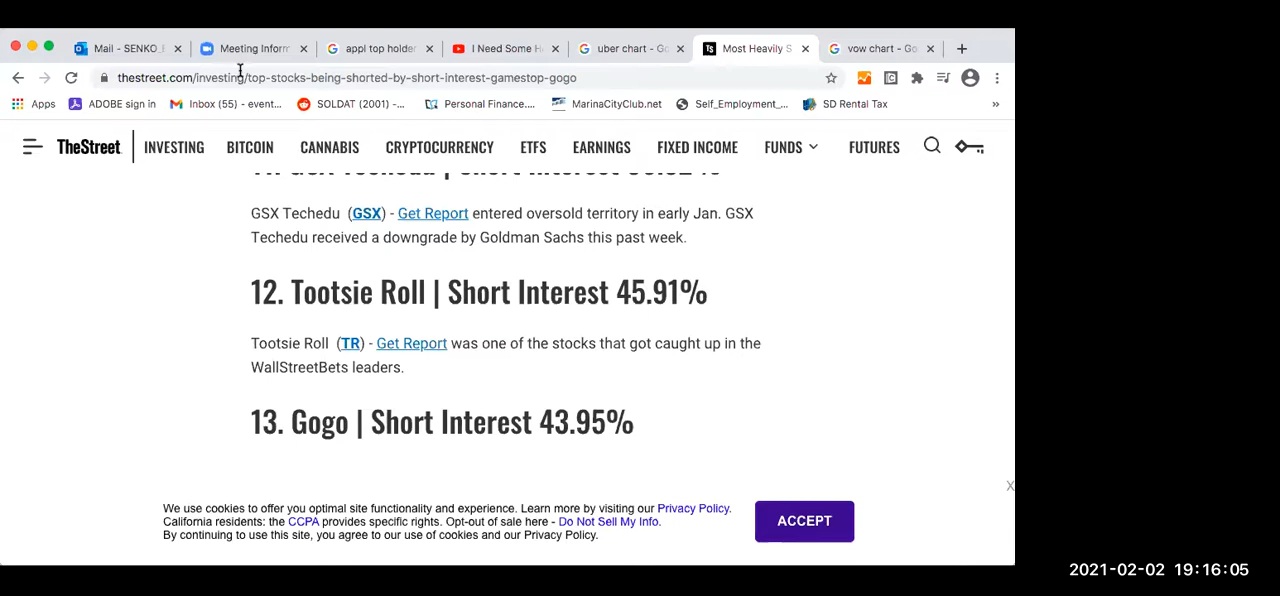 Mail - SENKO_
Meeting Inform
appl top holde
I Need Some H
uber chart - Go
Most Heavily S
vow chart - Go
thestreet.com/investing/top-stocks-being-shorted-by-short-interest-gamestop-gogo
Apps
ADOBE sign in
Inbox (55) - event...
SOLDAT (2001) -...
Personal Finance....
MarinaCityClub.net
Self_Employment_...
SD Rental Tax
»
TheStreet
INVESTING
BITCOIN
CANNABIS
CRYPTOCURRENCY
ETFS
EARNINGS
FIXED INCOME
FUNDS
FUTURES
GSX Techedu (GSX) - Get Report entered oversold territory in early Jan. GSX
Techedu received a downgrade by Goldman Sachs this past week.
12. Tootsie Roll | Short Interest 45.91%
Tootsie Roll (TR) - Get Report was one of the stocks that got caught up in the
WallStreetBets leaders.
13. Gogo | Short Interest 43.95%
X
We use cookies to offer you optimal site functionality and experience. Learn more by visiting our Privacy Policy.
California residents: the CCPA provides specific rights. Opt-out of sale here - Do Not Sell My Info.
By continuing to use this site, you agree to our use of cookies and our Privacy Policy.
ACCEPT
2021-02-02 19:16:05